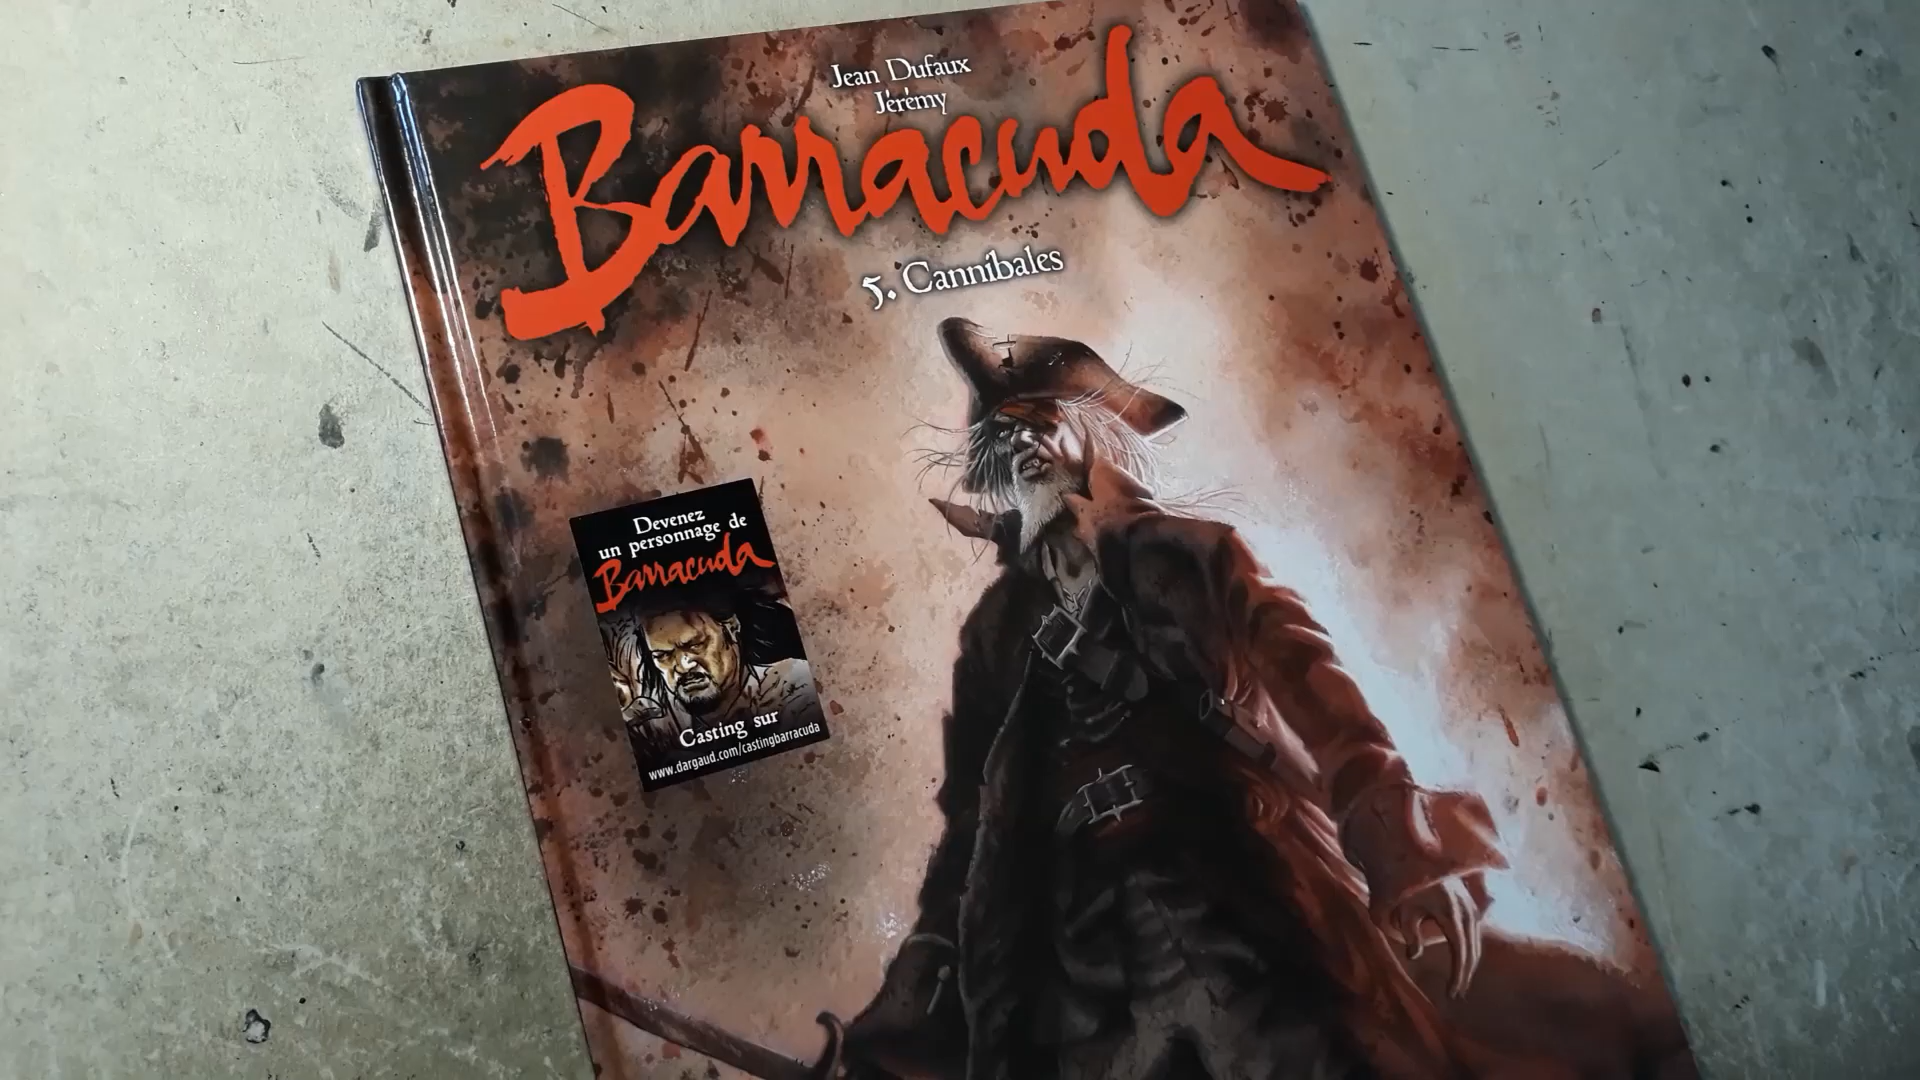 Jean Dufaux
Jérémy
Barracuda
5. Cannibales
Devenez
un personnage de
Barracuda
Casting sur
www.dargaud.com/castingbarracuda